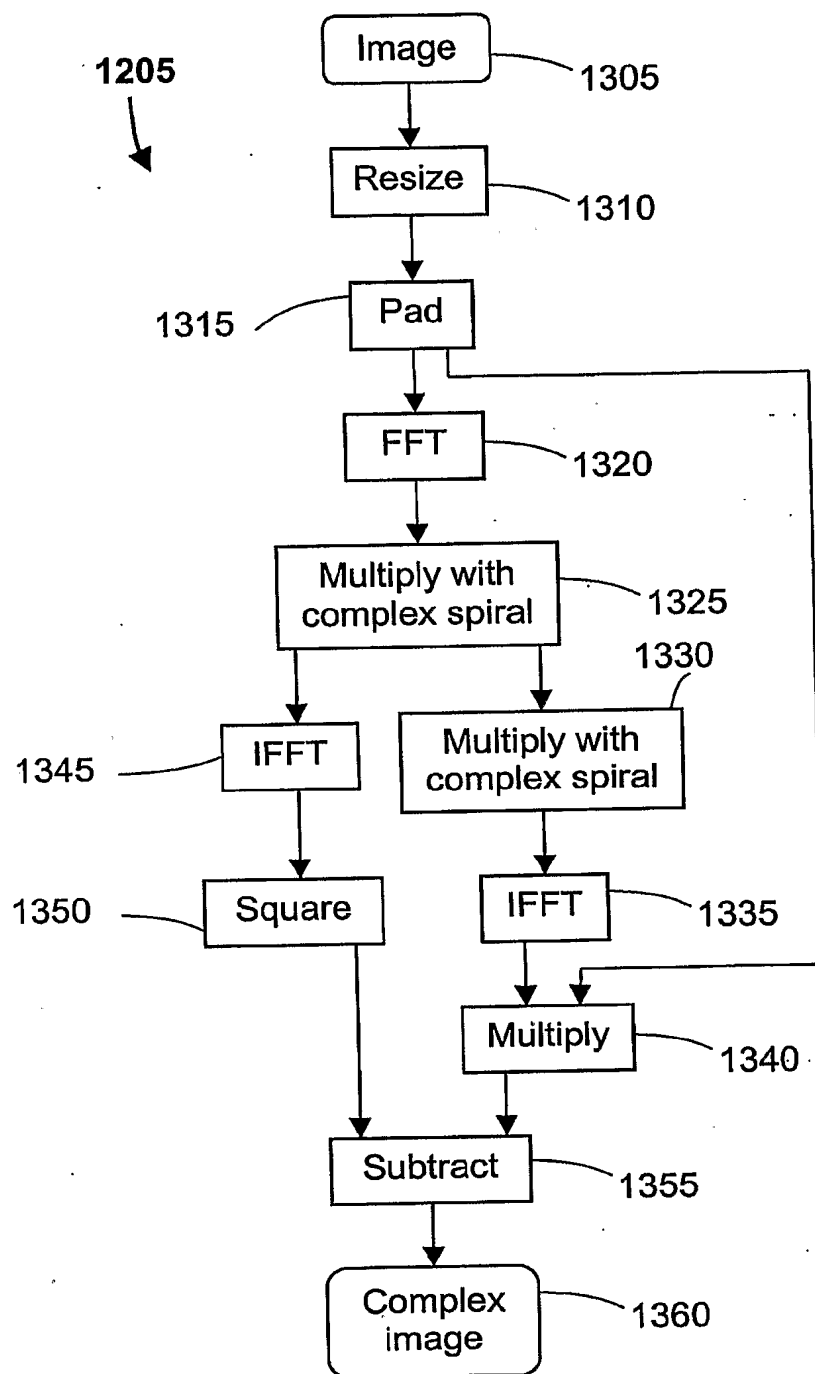 Image
1205
1305
Resize
1310
Pad
1315
FFT
1320
Multiply with
complex spiral
1325
1330
IFFT
1345
Multiply with
complex spiral
Square
1350
IFFT
1335
Multiply
1340
Subtract
1355
Complex
image
1360